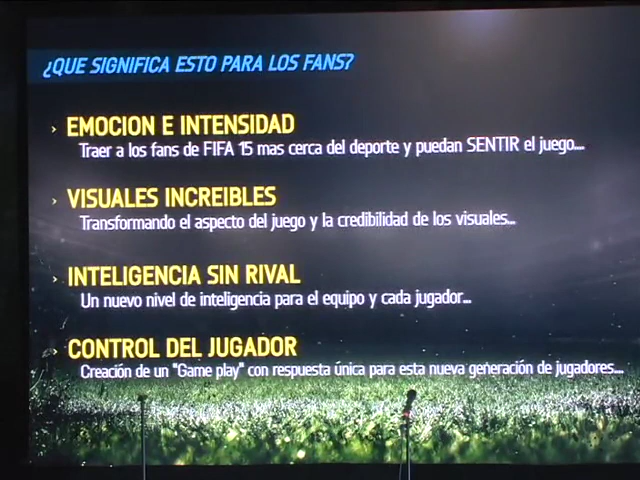 ¿QUE SIGNIFICA ESTO PARA LOS FANS?
› EMOCION E INTENSIDAD
Traer a los fans de FIFA 15 mas cerca del deporte y puedan SENTIR el juego...
› VISUALES INCREIBLES
Transformando el aspecto del juego y la credibilidad de los visuales...
› INTELIGENCIA SIN RIVAL
Un nuevo nivel de inteligencia para el equipo y cada jugador...
› CONTROL DEL JUGADOR
Creación de un "Game play" con respuesta única para esta nueva generación de jugadores...